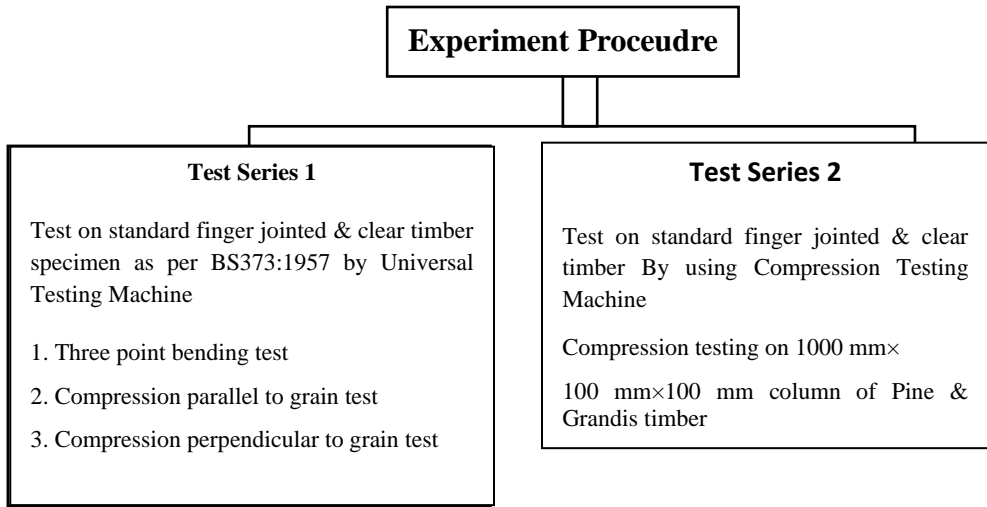 Experiment Proceudre
Test Series 1
Test on standard finger jointed & clear timber
specimen as per BS373:1957 by Universal
Testing Machine
1. Three point bending test
2. Compression parallel to grain test
3. Compression perpendicular to grain test
Test Series 2
Test on standard finger jointed & clear
timber By using Compression Testing
Machine
Compression testing on 1000 mm×
100 mm×100 mm column of Pine &
Grandis timber